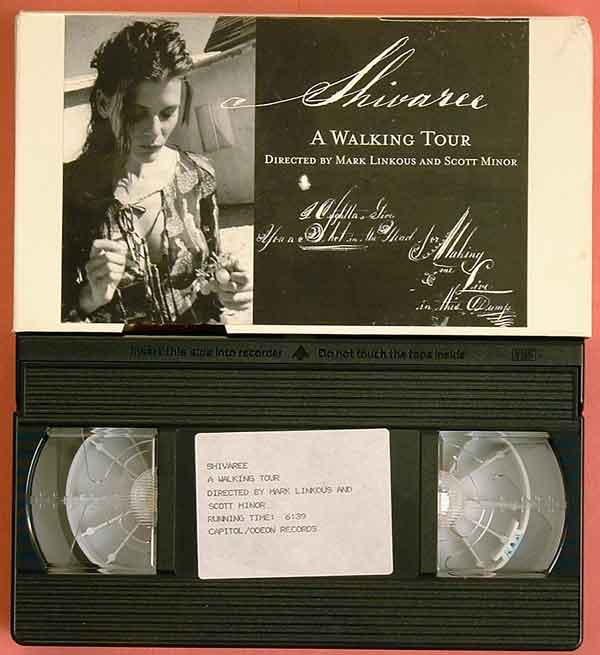 Shivaree
A WALKING TOUR
DIRECTED BY MARK LINKOUS AND SCOTT MINOR
I Oughtta Give
You a Shot in the Head for Making
me Live
in this Dump
Insert this side into recorder Do not touch the tape inside VHS
SHIVAREE
A WALKING TOUR
DIRECTED BY MARK LINKOUS AND
SCOTT MINOR
RUNNING TIME: 6:39
CAPITOL/ODEON RECORDS